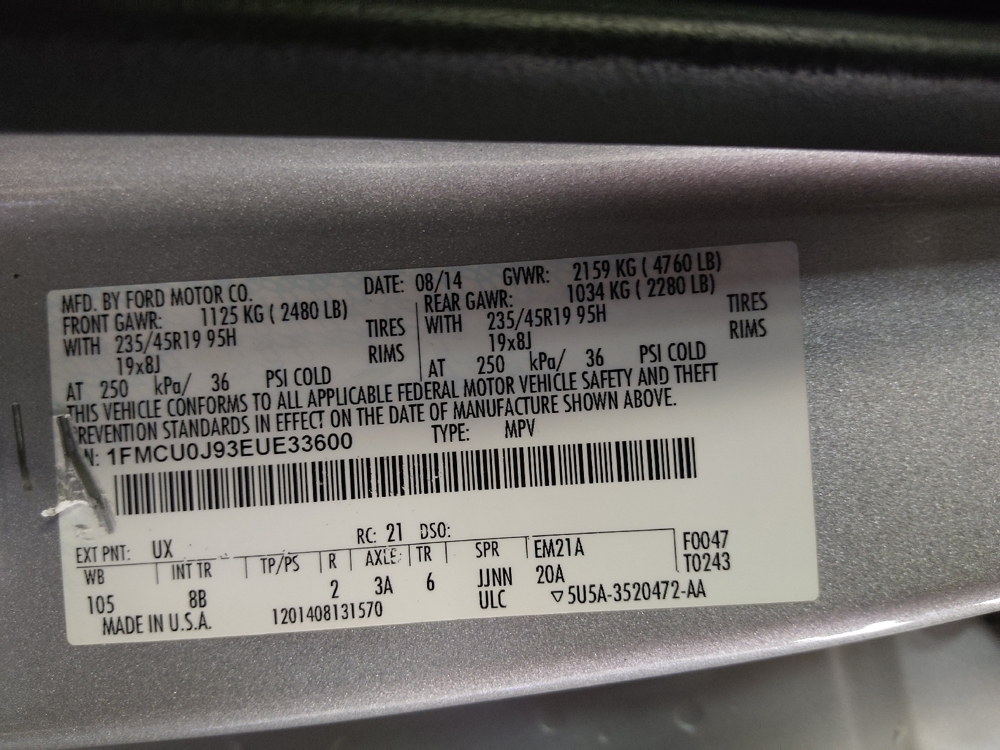 MFD. BY FORD MOTOR CO. DATE: 08/14 GVWR: 2159 KG ( 4760 LB)
FRONT GAWR: 1125 KG ( 2480 LB) REAR GAWR: 1034 KG ( 2280 LB)
WITH 235/45R19 95H TIRES WITH 235/45R19 95H TIRES
19x8J RIMS 19x8J RIMS
AT 250 kPa/ 36 PSI COLD AT 250 kPa/ 36 PSI COLD
THIS VEHICLE CONFORMS TO ALL APPLICABLE FEDERAL MOTOR VEHICLE SAFETY AND THEFT
PREVENTION STANDARDS IN EFFECT ON THE DATE OF MANUFACTURE SHOWN ABOVE.
1FMCU0J93EUE33600 TYPE: MPV
EXT PNT: UX RC: 21 DSO:
WB INT TR TP/PS R AXLE TR SPR EM21A F0047
105 8B 2 3A 6 JJNN 20A T0243
MADE IN U.S.A. 1201408131570 ULC ▽5U5A-3520472-AA